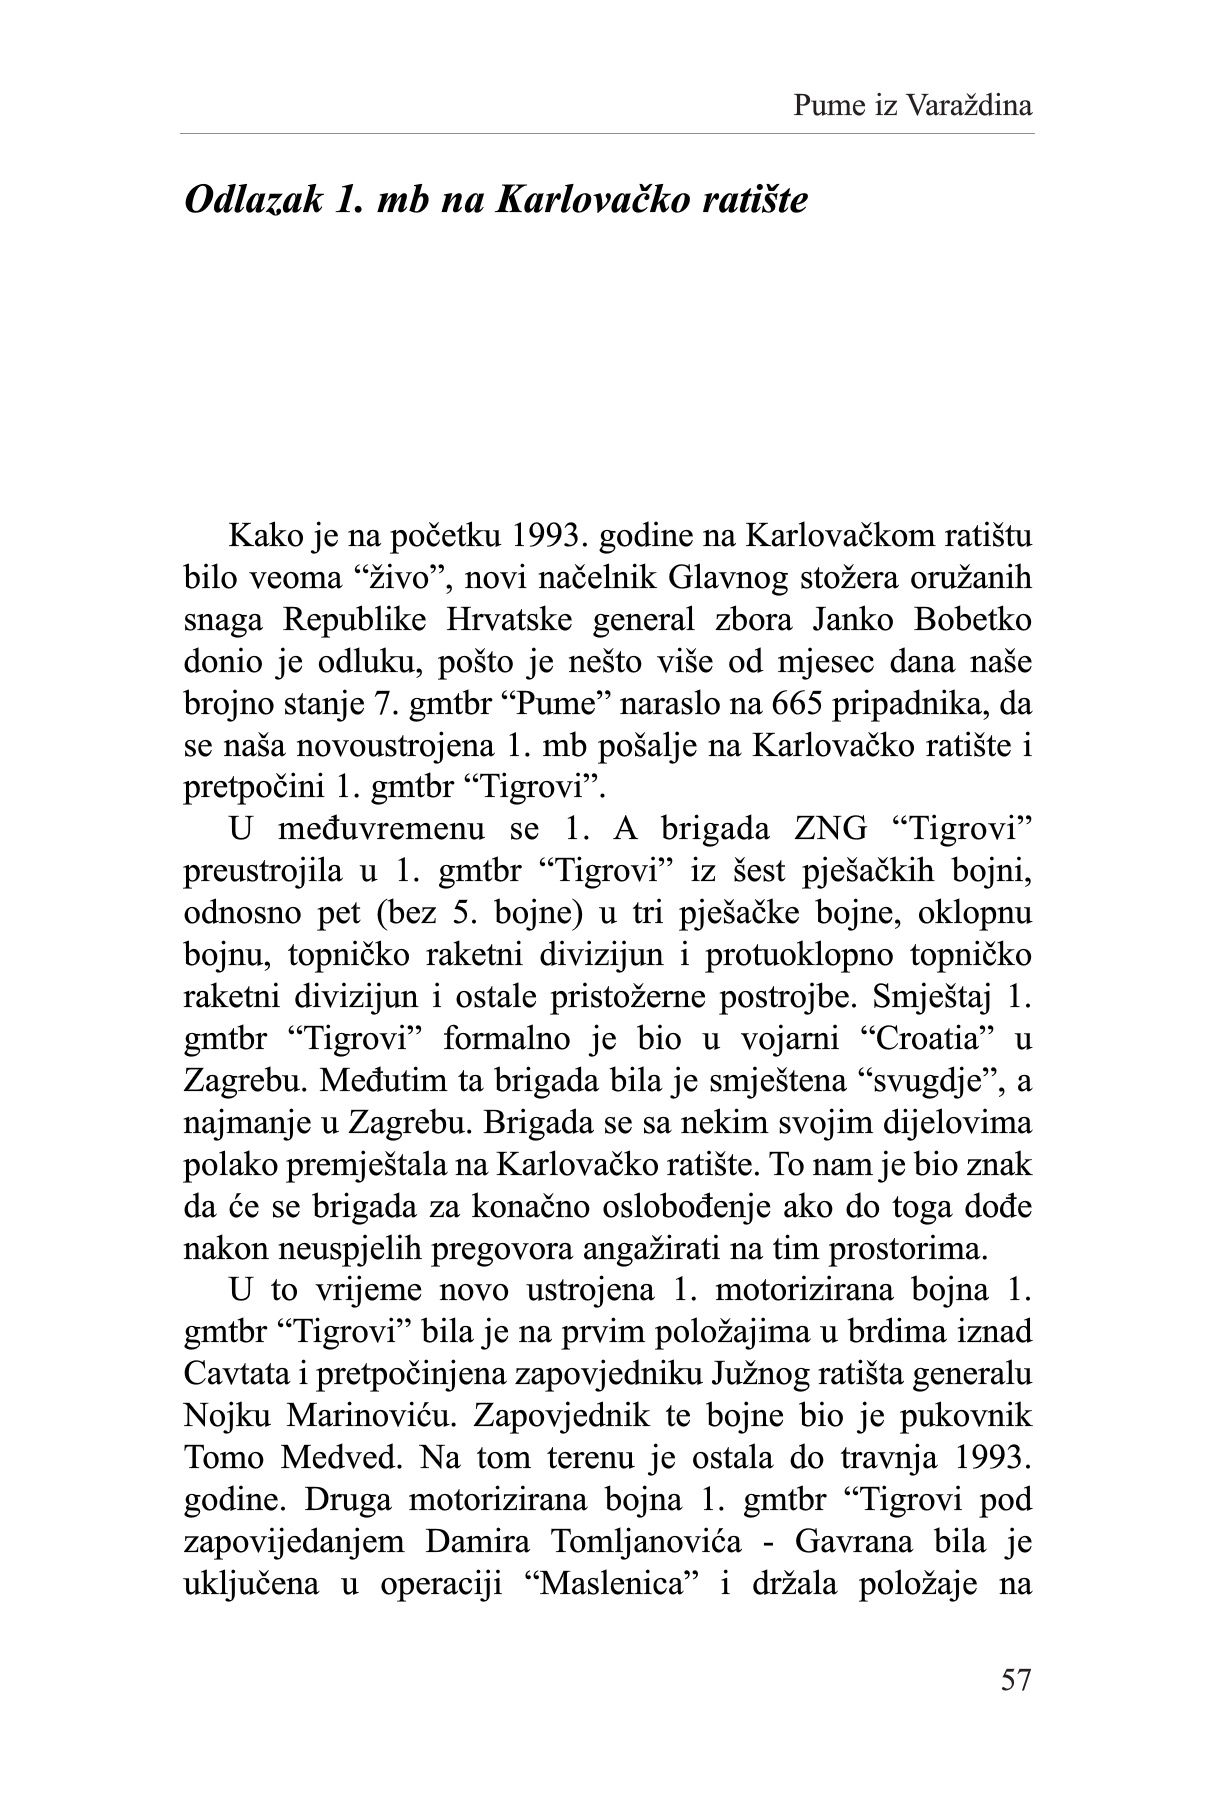 Pume iz Varaždina
Odlazak 1. mb na Karlovačko ratište
Kako je na početku 1993. godine na Karlovačkom ratištu
bilo veoma “živo”, novi načelnik Glavnog stožera oružanih
snaga Republike Hrvatske general zbora Janko Bobetko
donio je odluku, pošto je nešto više od mjesec dana naše
brojno stanje 7. gmtbr “Pume” naraslo na 665 pripadnika, da
se naša novoustrojena 1. mb pošalje na Karlovačko ratište i
pretpočini 1. gmtbr “Tigrovi”.
U međuvremenu se 1. A brigada ZNG “Tigrovi”
preustrojila u 1. gmtbr “Tigrovi” iz šest pješačkih bojni,
odnosno pet (bez 5. bojne) u tri pješačke bojne, oklopnu
bojnu, topničko raketni divizijun i protuoklopno topničko
raketni divizijun i ostale pristožerne postrojbe. Smještaj 1.
gmtbr “Tigrovi” formalno je bio u vojarni “Croatia” u
Zagrebu. Međutim ta brigada bila je smještena “svugdje”, a
najmanje u Zagrebu. Brigada se sa nekim svojim dijelovima
polako premještala na Karlovačko ratište. To nam je bio znak
da će se brigada za konačno oslobođenje ako do toga dođe
nakon neuspjelih pregovora angažirati na tim prostorima.
U to vrijeme novo ustrojena 1. motorizirana bojna 1.
gmtbr “Tigrovi” bila je na prvim položajima u brdima iznad
Cavtata i pretpočinjena zapovjedniku Južnog ratišta generalu
Nojku Marinoviću. Zapovjednik te bojne bio je pukovnik
Tomo Medved. Na tom terenu je ostala do travnja 1993.
godine. Druga motorizirana bojna 1. gmtbr “Tigrovi pod
zapovijedanjem Damira Tomljanovića - Gavrana bila je
uključena u operaciji “Maslenica” i držala položaje na
57